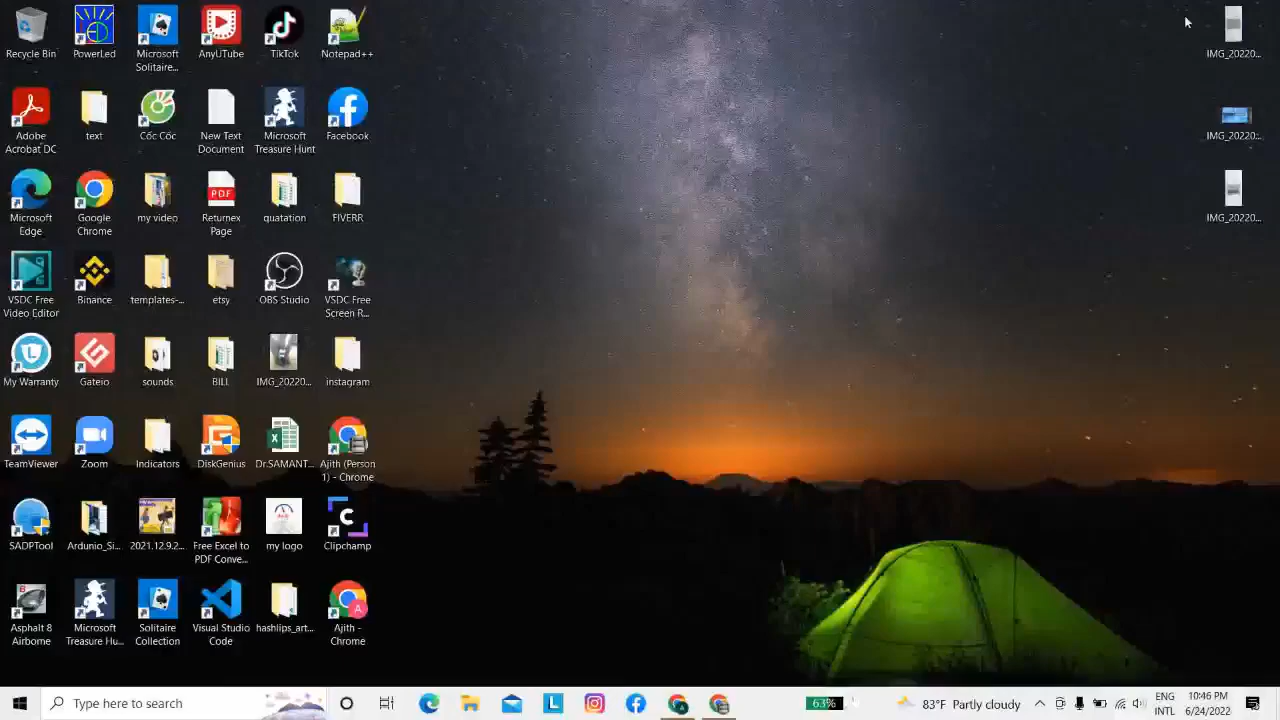 Recycle Bin
PowerLed
Microsoft
Solitaire...
AnyUTube
TikTok
Notepad++
Adobe
Acrobat DC
text
Cốc Cốc
New Text
Document
Microsoft
Treasure Hunt
Facebook
Microsoft
Edge
Google
Chrome
my video
PDF
Returnex
Page
quatation
FIVERR
VSDC Free
Video Editor
Binance
templates-...
etsy
OBS Studio
VSDC Free
Screen R...
My Warranty
Gateio
sounds
BILL
IMG_20220...
instagram
TeamViewer
Zoom
Indicators
DiskGenius
Dr.SAMANT...
Ajith (Person
1) - Chrome
SADPTool
Ardunio_Si...
2021.12.9.2...
Free Excel to
PDF Conve...
my logo
Clipchamp
Asphalt 8
Airborne
Microsoft
Treasure Hu...
Solitaire
Collection
Visual Studio
Code
hashlips_art...
Ajith -
Chrome
IMG_20220...
IMG_20220...
IMG_20220...
Type here to search
63%
83°F Partly cloudy
ENG
INTL
10:46 PM
6/24/2022